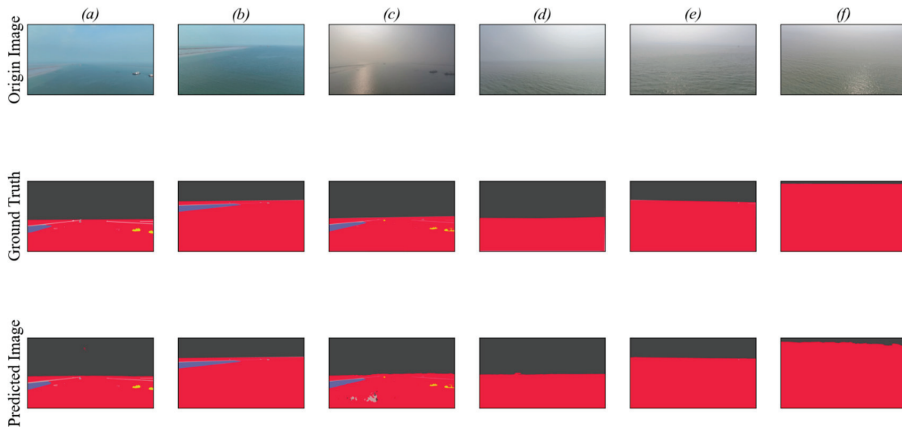 (a) (b) (c) (d) (e) (f)
Origin Image
Ground Truth
Predicted Image